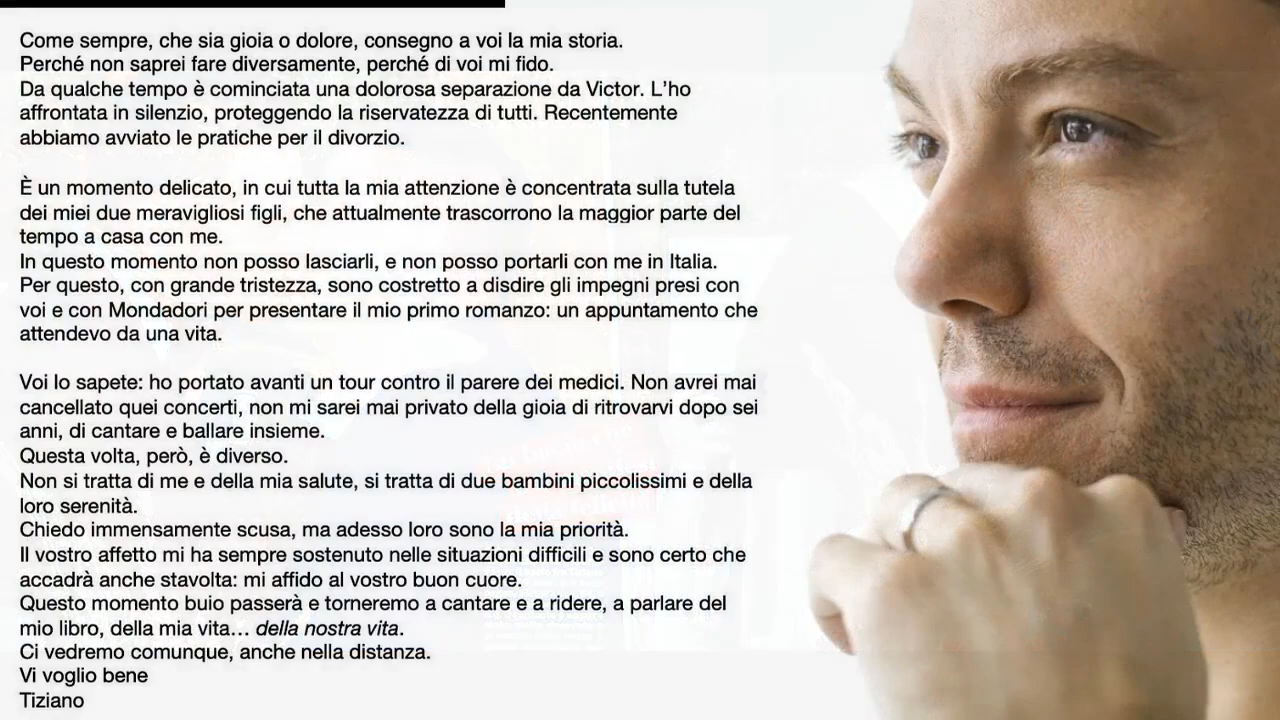 Come sempre, che sia gioia o dolore, consegno a voi la mia storia.
Perché non saprei fare diversamente, perché di voi mi fido.
Da qualche tempo è cominciata una dolorosa separazione da Victor. L'ho
affrontata in silenzio, proteggendo la riservatezza di tutti. Recentemente
abbiamo avviato le pratiche per il divorzio.
È un momento delicato, in cui tutta la mia attenzione è concentrata sulla tutela
dei miei due meravigliosi figli, che attualmente trascorrono la maggior parte del
tempo a casa con me.
In questo momento non posso lasciarli, e non posso portarli con me in Italia.
Per questo, con grande tristezza, sono costretto a disdire gli impegni presi con
voi e con Mondadori per presentare il mio primo romanzo: un appuntamento che
attendevo da una vita.
Voi lo sapete: ho portato avanti un tour contro il parere dei medici. Non avrei mai
cancellato quei concerti, non mi sarei mai privato della gioia di ritrovarvi dopo sei
anni, di cantare e ballare insieme.
Questa volta, però, è diverso.
Non si tratta di me e della mia salute, si tratta di due bambini piccolissimi e della
loro serenità.
Chiedo immensamente scusa, ma adesso loro sono la mia priorità.
Il vostro affetto mi ha sempre sostenuto nelle situazioni difficili e sono certo che
accadrà anche stavolta: mi affido al vostro buon cuore.
Questo momento buio passerà e torneremo a cantare e a ridere, a parlare del
mio libro, della mia vita… della nostra vita.
Ci vedremo comunque, anche nella distanza.
Vi voglio bene
Tiziano